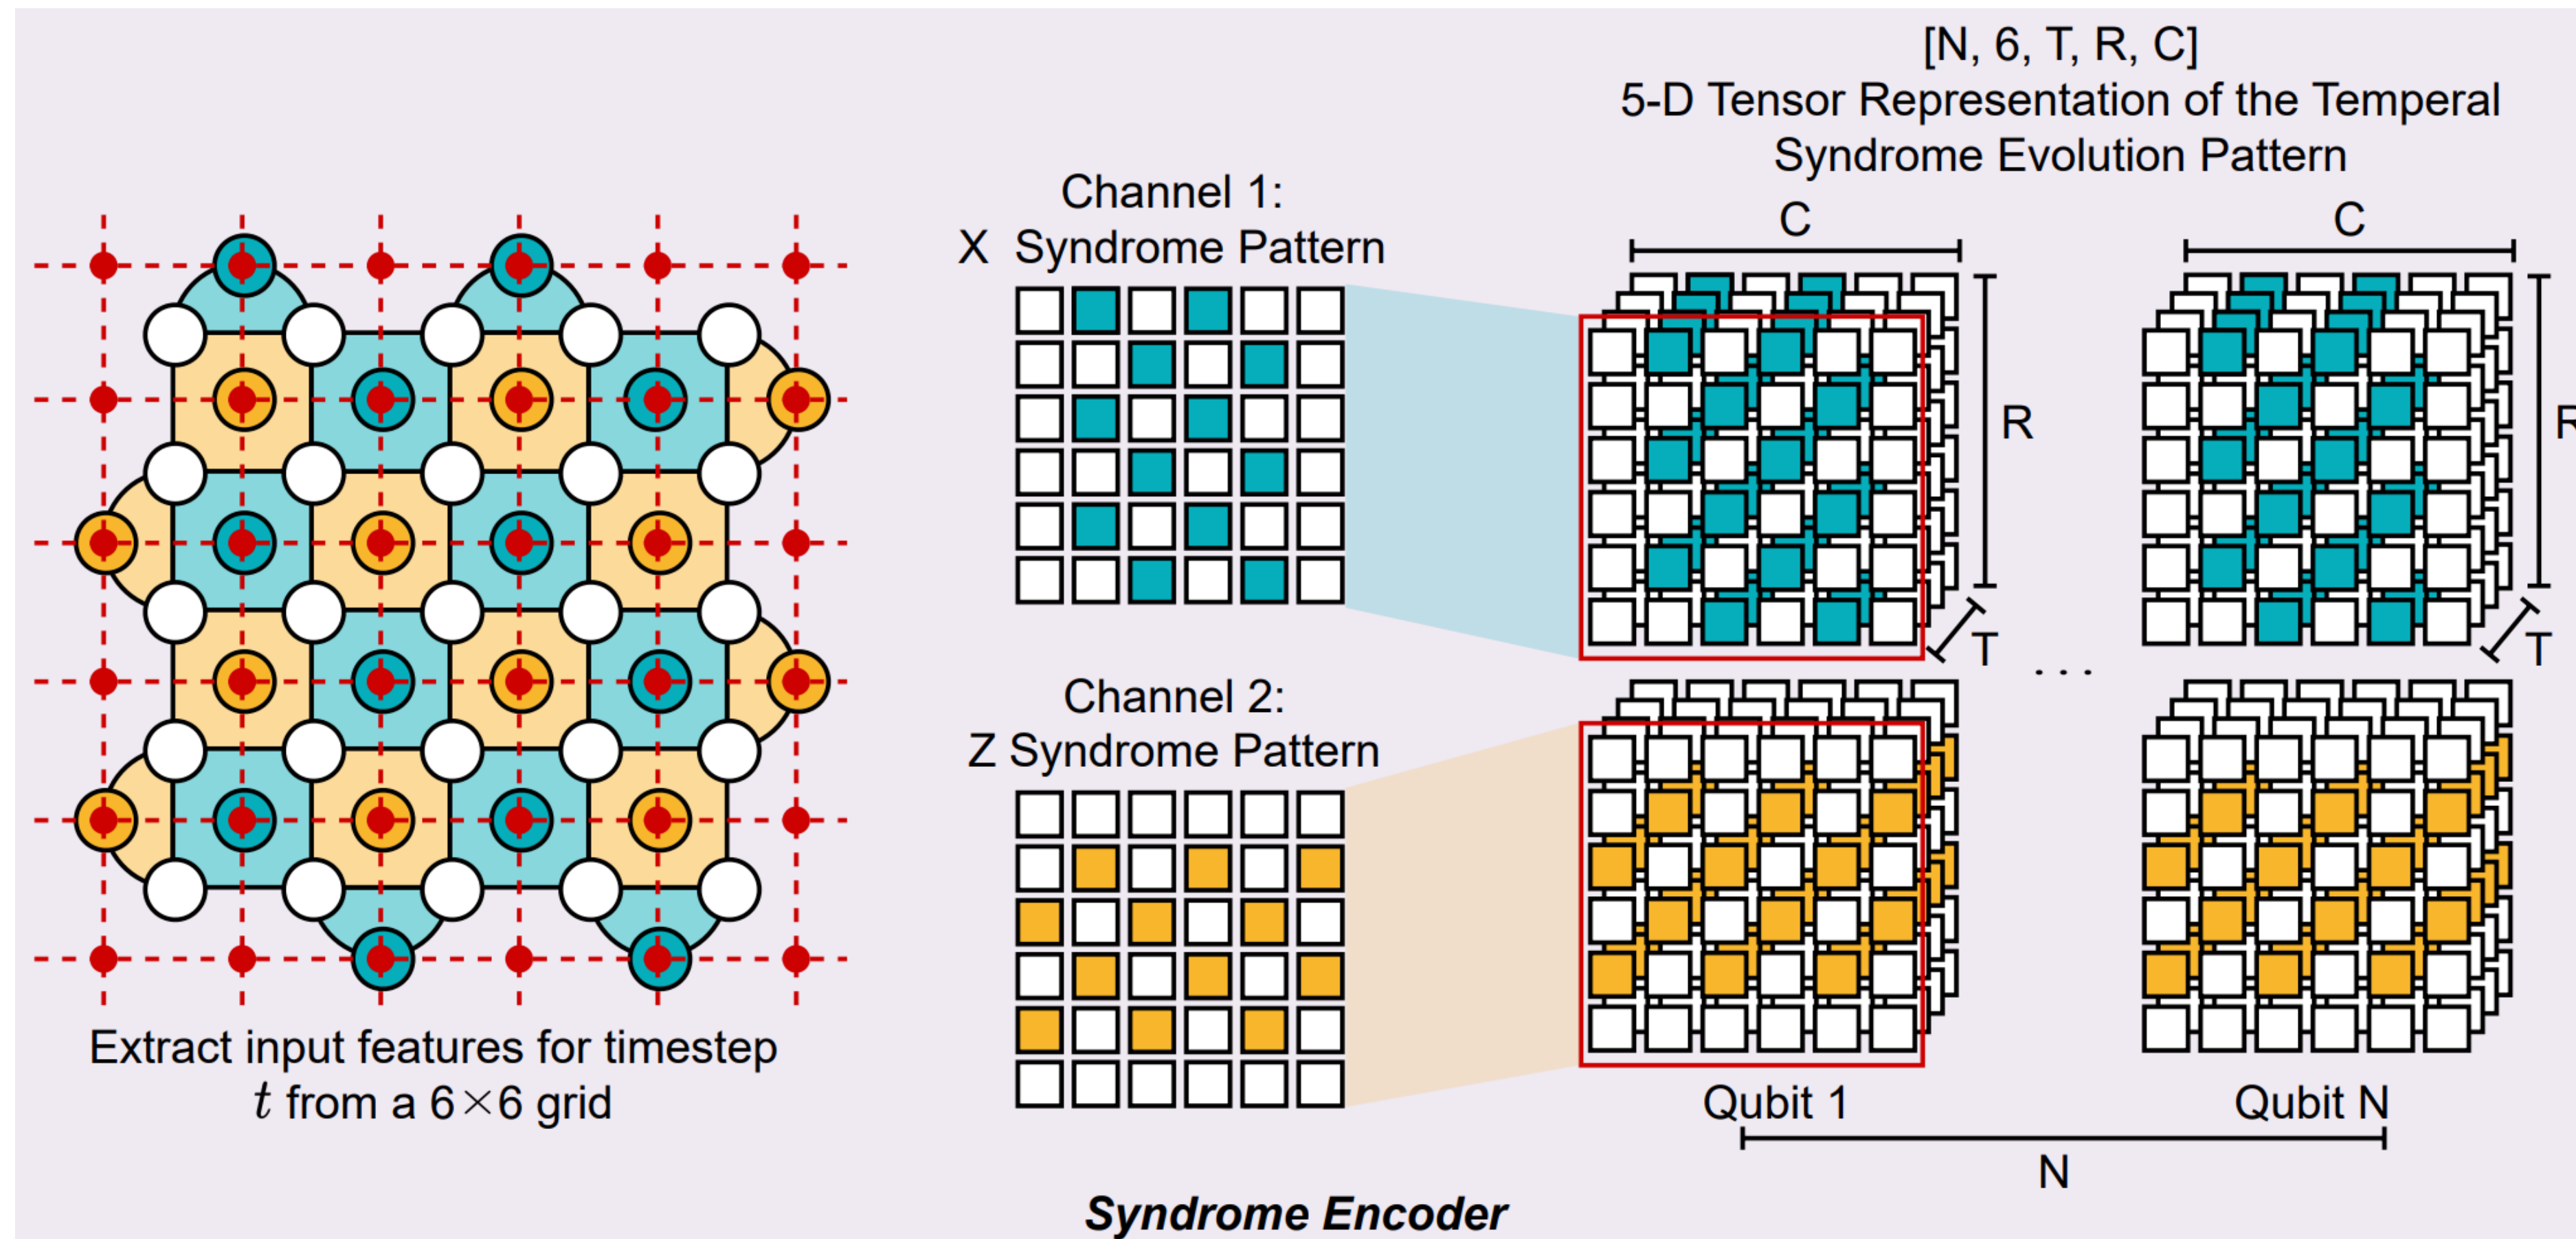 [N, 6, T, R, C]
5-D Tensor Representation of the Temperal
Syndrome Evolution Pattern
Channel 1:
X Syndrome Pattern
C
C
R
R
T
T
. . .
Channel 2:
Z Syndrome Pattern
Extract input features for timestep
t from a 6×6 grid
Qubit 1
Qubit N
N
Syndrome Encoder